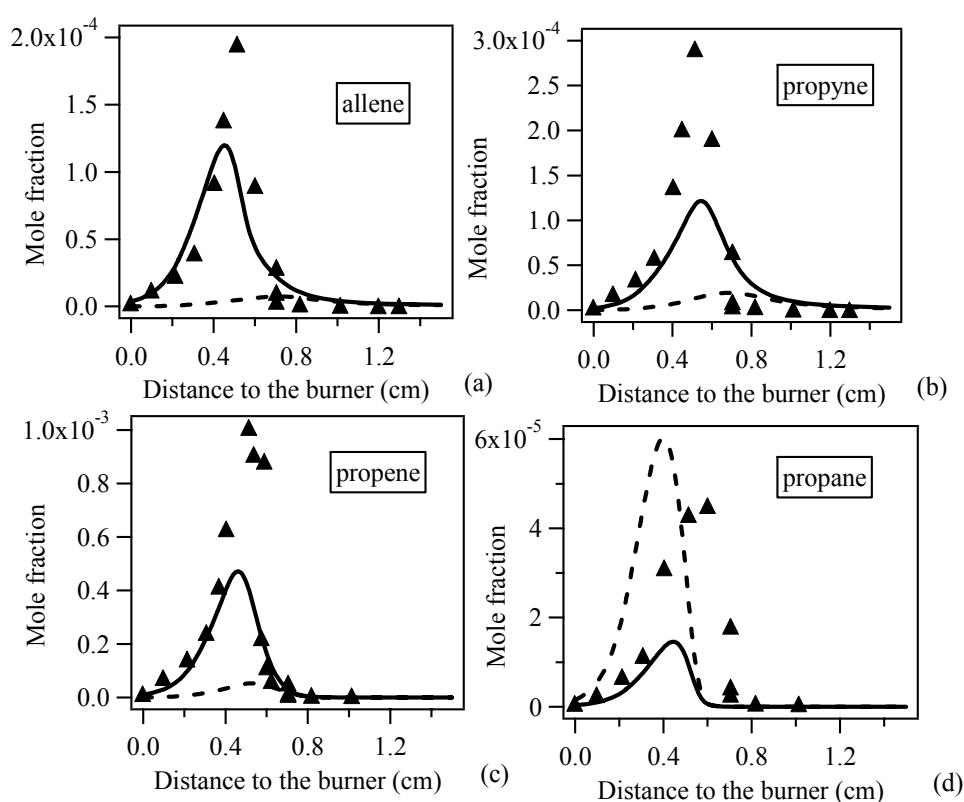 2.0x10-4
1.5
1.0
0.5
0.0
Mole fraction
allene
0.0 0.4 0.8 1.2
Distance to the burner (cm)
(a)
3.0x10-4
2.5
2.0
1.5
1.0
0.5
0.0
Mole fraction
propyne
0.0 0.4 0.8 1.2
Distance to the burner (cm)
(b)
1.0x10-3
0.8
0.6
0.4
0.2
0.0
Mole fraction
propene
0.0 0.4 0.8 1.2
Distance to the burner (cm)
(c)
6x10-5
4
2
0
Mole fraction
propane
0.0 0.4 0.8 1.2
Distance to the burner (cm)
(d)